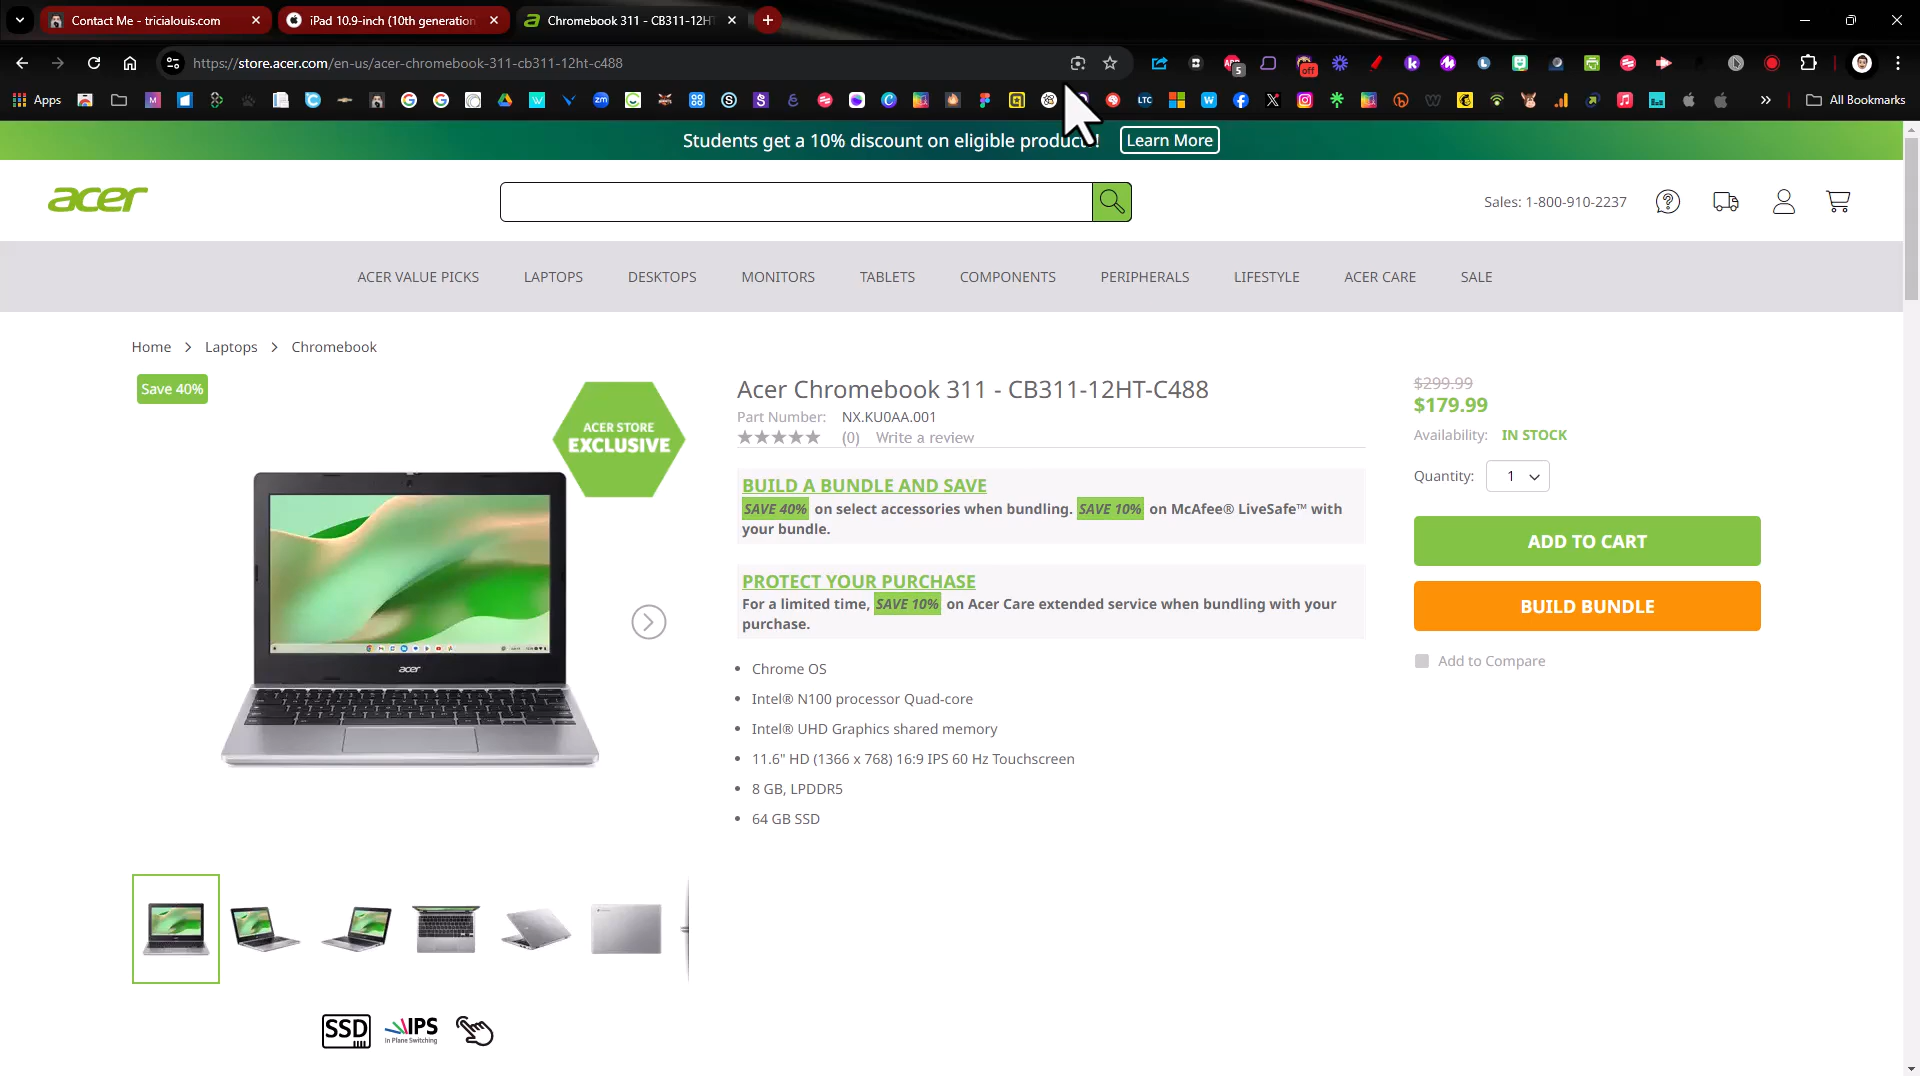 Contact Me - tricialouis.com
iPad 10.9-inch (10th generation
Chromebook 311 - CB311-12HT
https://store.acer.com/en-us/acer-chromebook-311-cb311-12ht-c488
Apps
All Bookmarks
Students get a 10% discount on eligible products!
Learn More
acer
Sales: 1-800-910-2237
ACER VALUE PICKS
LAPTOPS
DESKTOPS
MONITORS
TABLETS
COMPONENTS
PERIPHERALS
LIFESTYLE
ACER CARE
SALE
Home > Laptops > Chromebook
Save 40%
ACER STORE
EXCLUSIVE
acer
SSD
IPS
In Plane Switching
Acer Chromebook 311 - CB311-12HT-C488
Part Number: NX.KU0AA.001
(0) Write a review
BUILD A BUNDLE AND SAVE
SAVE 40% on select accessories when bundling. SAVE 10% on McAfee® LiveSafe™ with
your bundle.
PROTECT YOUR PURCHASE
For a limited time, SAVE 10% on Acer Care extended service when bundling with your
purchase.
• Chrome OS
• Intel® N100 processor Quad-core
• Intel® UHD Graphics shared memory
• 11.6" HD (1366 x 768) 16:9 IPS 60 Hz Touchscreen
• 8 GB, LPDDR5
• 64 GB SSD
$299.99
$179.99
Availability: IN STOCK
Quantity: 1
ADD TO CART
BUILD BUNDLE
Add to Compare